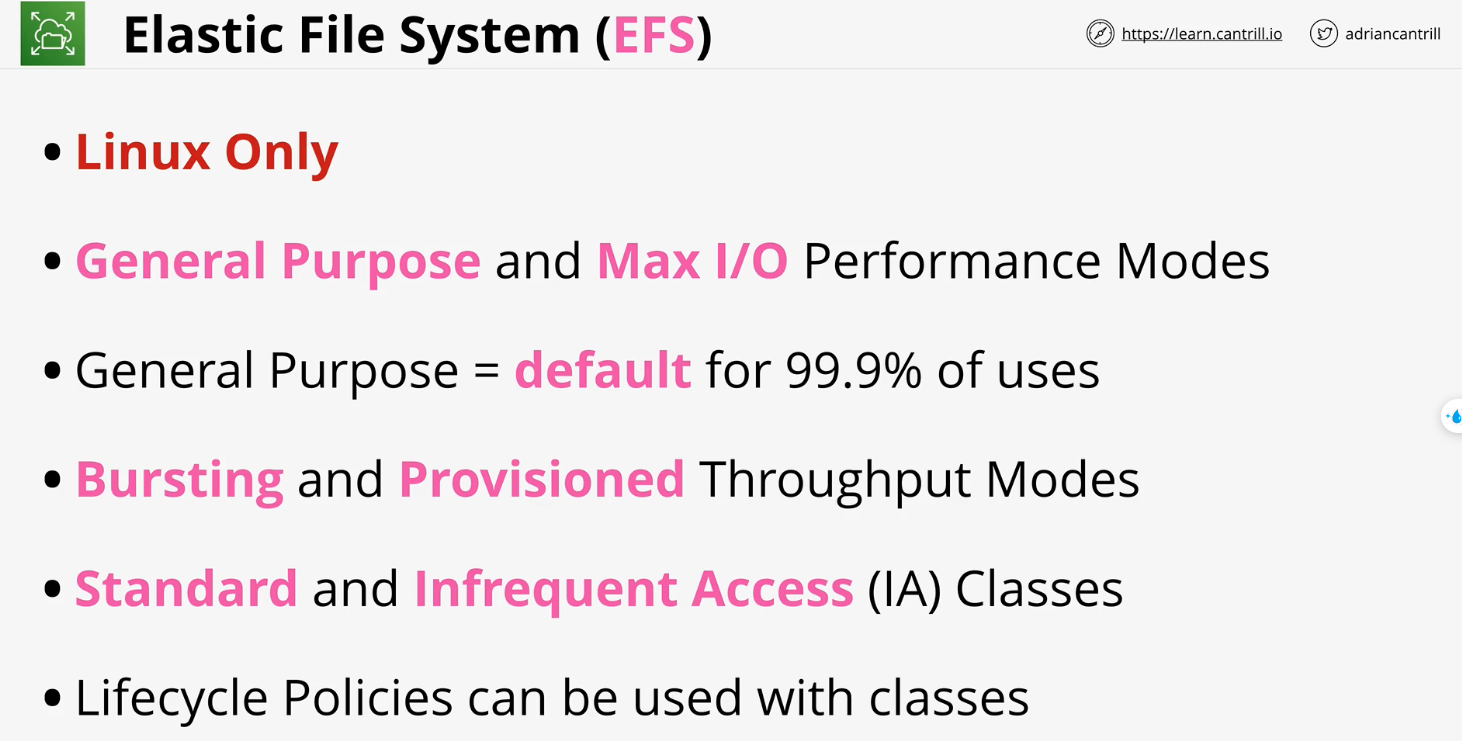 Elastic File System (EFS)
https://learn.cantrill.io
adriancantrill
• Linux Only
• General Purpose and Max I/O Performance Modes
• General Purpose = default for 99.9% of uses
• Bursting and Provisioned Throughput Modes
• Standard and Infrequent Access (IA) Classes
• Lifecycle Policies can be used with classes